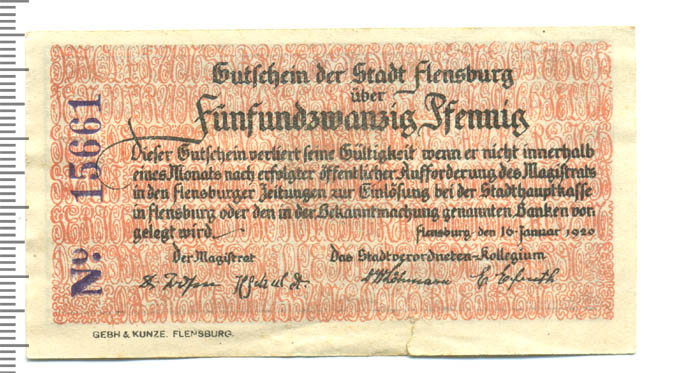 Gutschein der Stadt Flensburg
über
Fünfundzwanzig Pfennig
Dieser Gutschein verliert seine Gültigkeit wenn er nicht innerhalb
eines Monats nach erfolgter öffentlicher Aufforderung des Magistrats
in den Flensburger Zeitungen zur Einlösung bei der Stadthauptkasse
in Flensburg oder den in der Bekanntmachung genannten Banken vor-
gelegt wird.
Flensburg, den 16. Januar 1920
Der Magistrat
Das Stadtverordneten-Kollegium
No. 15661
GEBH & KUNZE. FLENSBURG.